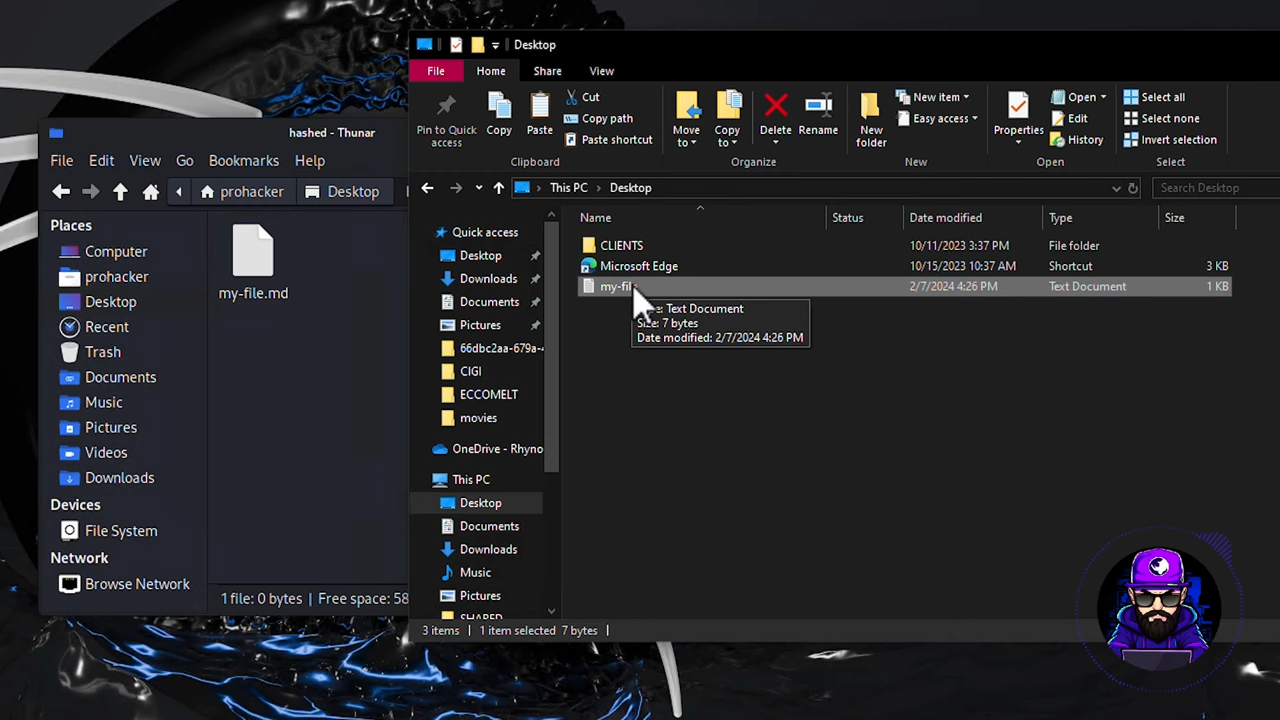 hashed - Thunar
File Edit View Go Bookmarks Help
prohacker Desktop
Places
Computer
prohacker
Desktop
Recent
Trash
Documents
Music
Pictures
Videos
Downloads
Devices
File System
Network
Browse Network
my-file.md
1 file: 0 bytes | Free space: 58
Desktop
File Home Share View
Pin to Quick access
Copy
Paste
Cut
Copy path
Paste shortcut
Clipboard
Move to
Copy to
Delete
Rename
Organize
New folder
New item
Easy access
New
Properties
Open
Edit
History
Open
Select all
Select none
Invert selection
Select
This PC > Desktop
Search Desktop
Quick access
Desktop
Downloads
Documents
Pictures
66dbc2aa-679a-
CIGI
ECCOMELT
movies
OneDrive - Rhyno
This PC
Desktop
Documents
Downloads
Music
Pictures
SHARED
Name Status Date modified Type Size
CLIENTS 10/11/2023 3:37 PM File folder
Microsoft Edge 10/15/2023 10:37 AM Shortcut 3 KB
my-file 2/7/2024 4:26 PM Text Document 1 KB
Text Document
Size: 7 bytes
Date modified: 2/7/2024 4:26 PM
3 items 1 item selected 7 bytes